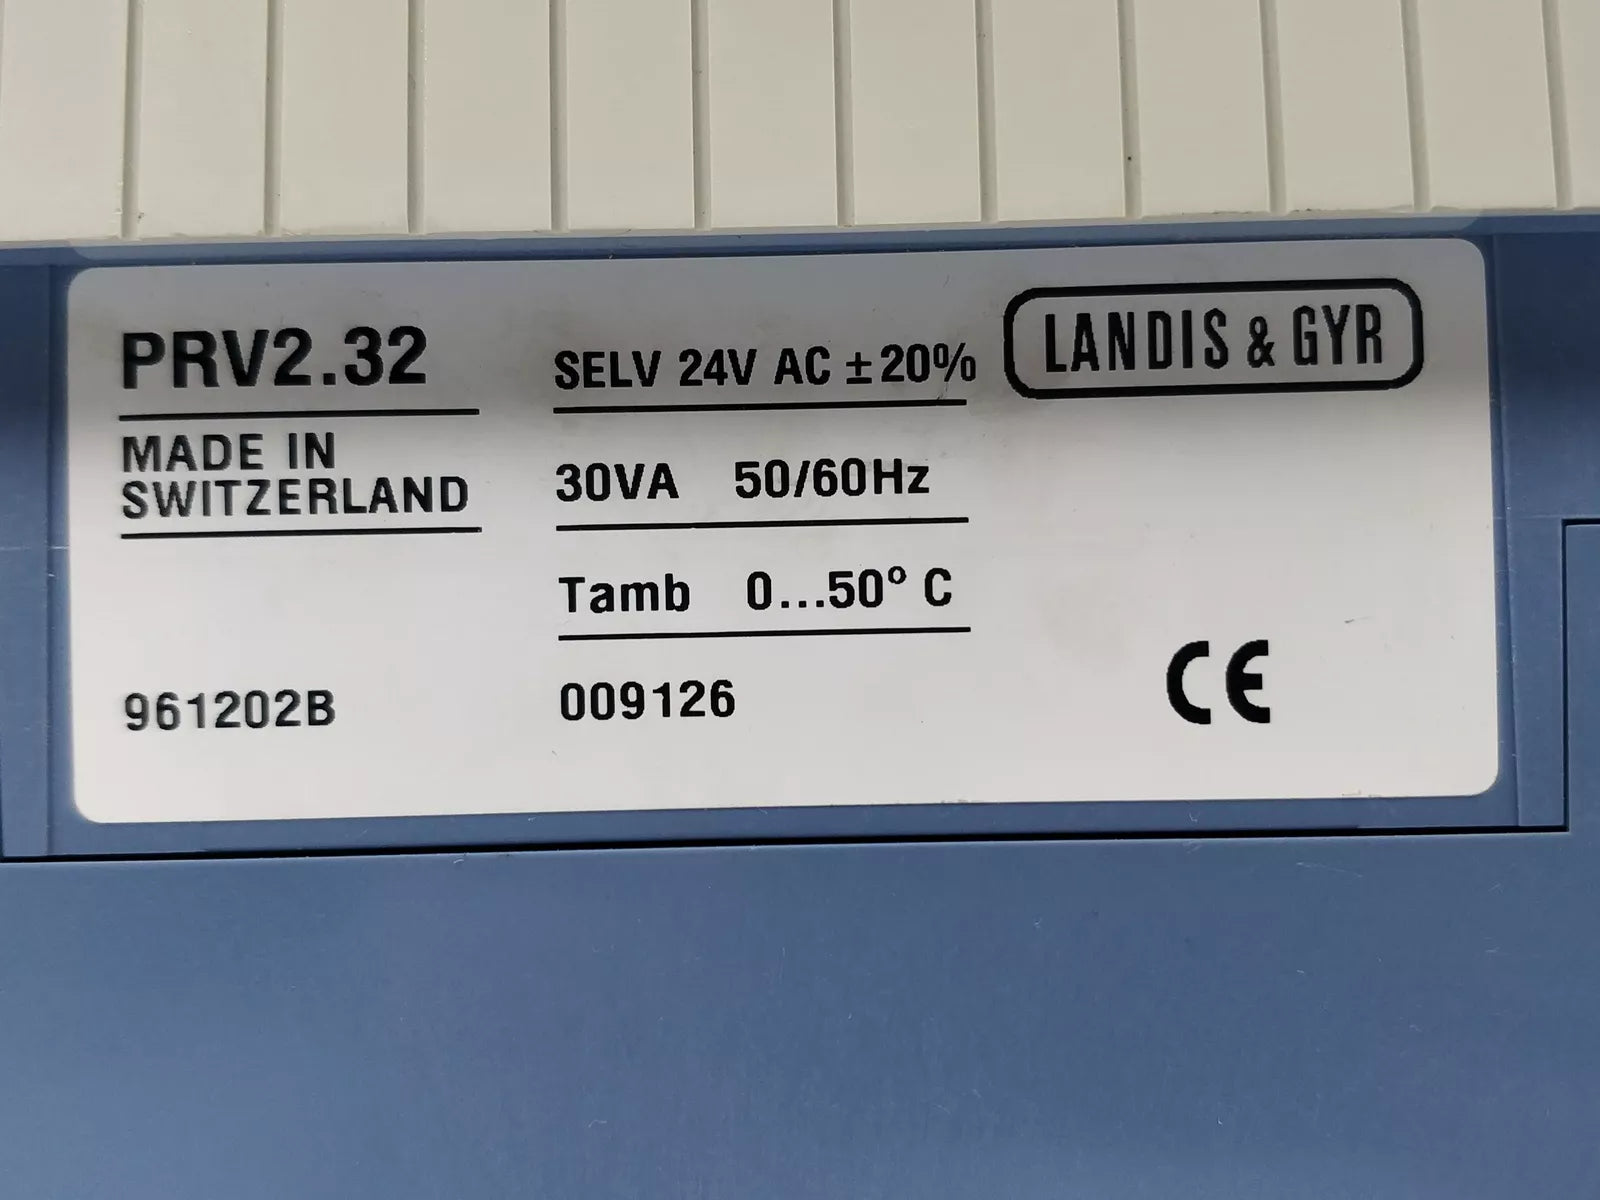 PRV2.32
MADE IN
SWITZERLAND
961202B
SELV 24V AC ±20%
30VA 50/60Hz
Tamb 0...50° C
009126
LANDIS & GYR
CE